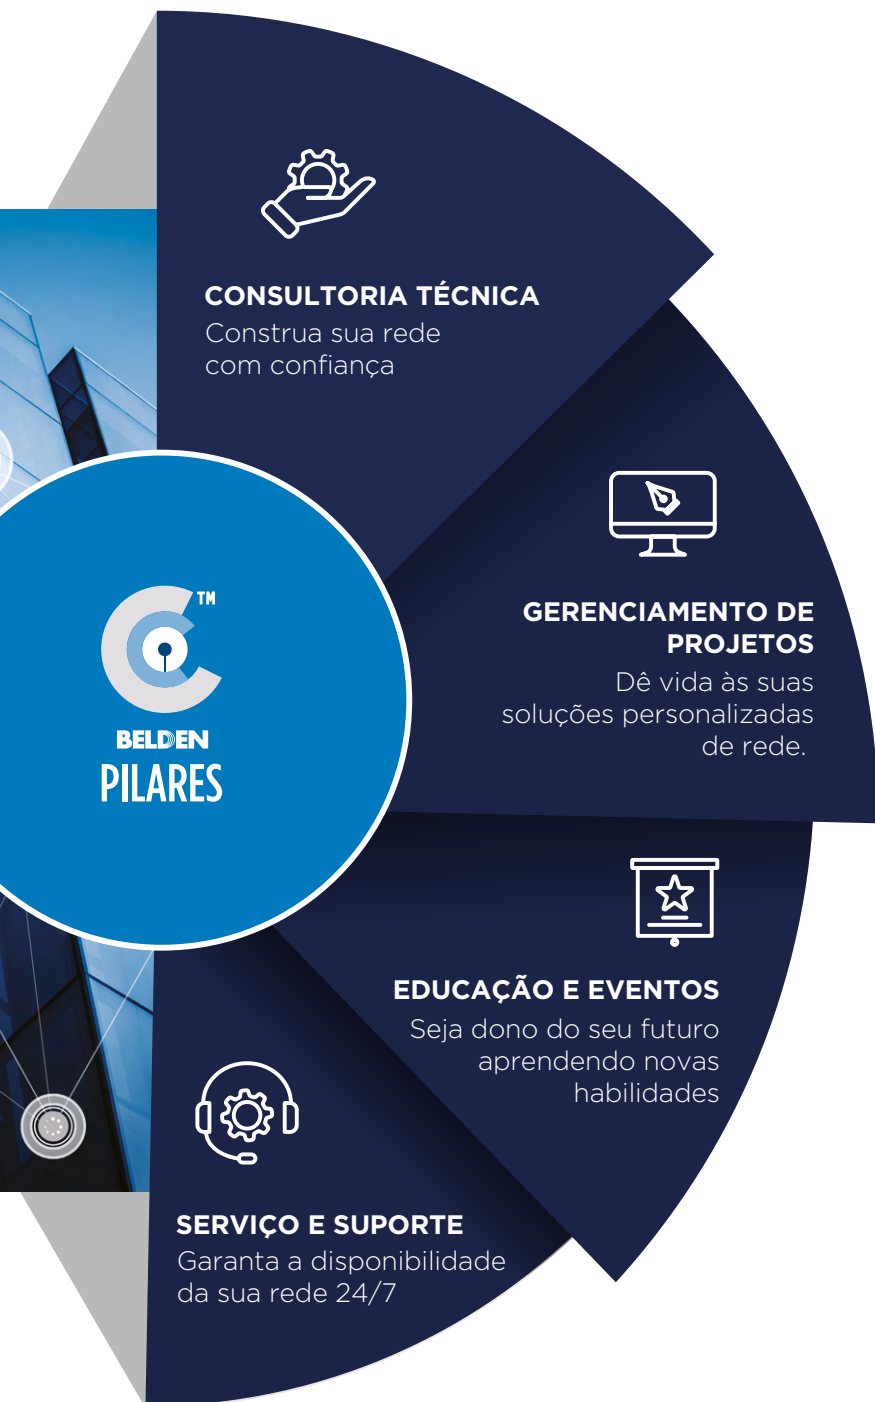 CONSULTORIA TÉCNICA
Construa sua rede
com confiança
GERENCIAMENTO DE
PROJETOS
Dê vida às suas
soluções personalizadas
de rede.
TM
BELDEN
PILARES
EDUCAÇÃO E EVENTOS
Seja dono do seu futuro
aprendendo novas
habilidades
SERVIÇO E SUPORTE
Garanta a disponibilidade
da sua rede 24/7